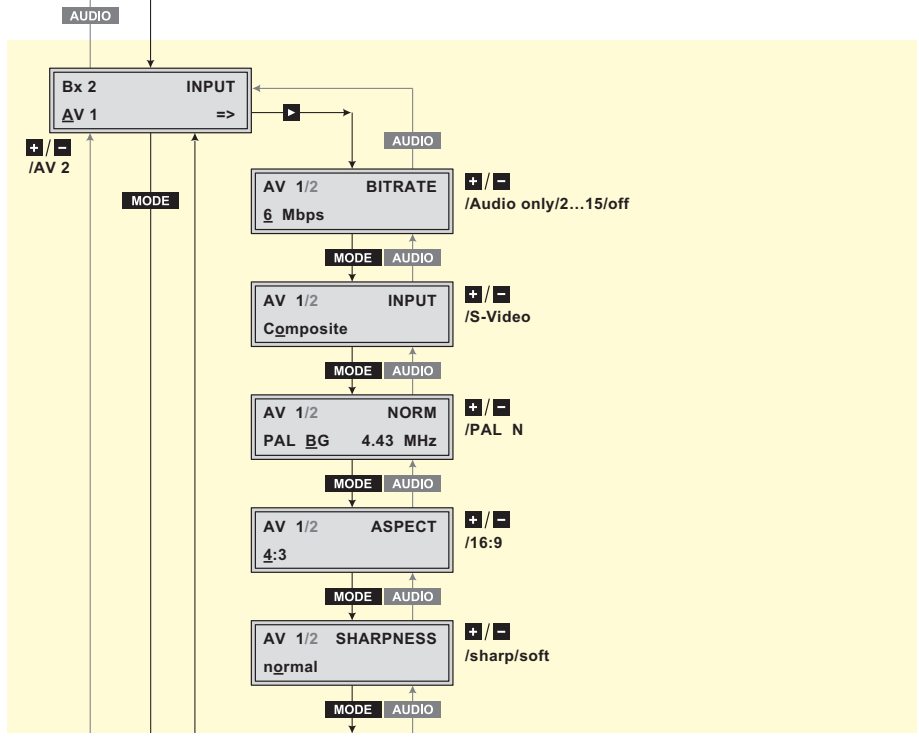 AUDIO
Bx 2 INPUT
AV 1 =>
+/-
/AV 2
AUDIO
MODE
AV 1/2 BITRATE
6 Mbps
+/-
/Audio only/2...15/off
MODE AUDIO
AV 1/2 INPUT
Composite
+/-
/S-Video
MODE AUDIO
AV 1/2 NORM
PAL BG 4.43 MHz
+/-
/PAL N
MODE AUDIO
AV 1/2 ASPECT
4:3
+/-
/16:9
MODE AUDIO
AV 1/2 SHARPNESS
normal
+/-
/sharp/soft
MODE AUDIO